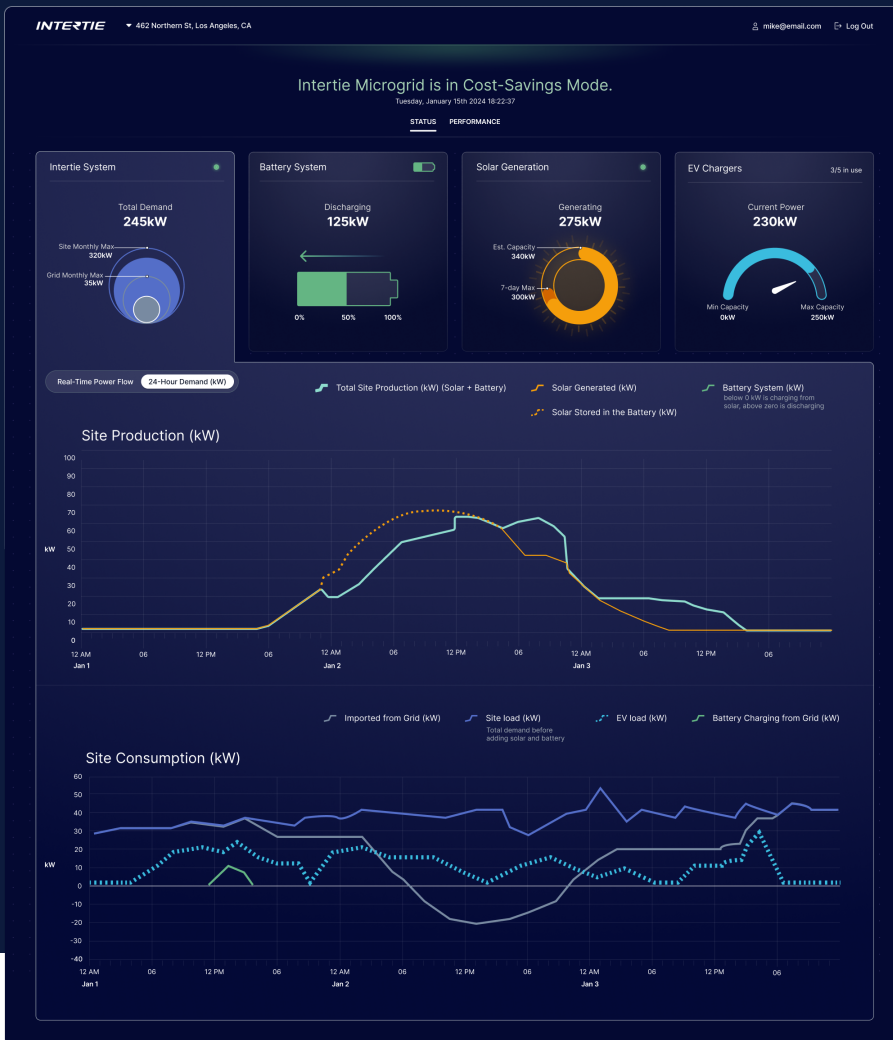 INTERTIE
462 Northern St, Los Angeles, CA
mike@email.com
Log Out
Intertie Microgrid is in Cost-Savings Mode.
Tuesday, January 15th 2024 18:22:37
STATUS
PERFORMANCE
Intertie System
Total Demand
245kW
Site Monthly Max
320kW
Grid Monthly Max
35kW
Battery System
Discharging
125kW
0% 50% 100%
Solar Generation
Generating
275kW
Est. Capacity
340kW
7-day Max
300kW
EV Chargers
3/5 in use
Current Power
230kW
Min Capacity
0kW
Max Capacity
250kW
Real-Time Power Flow
24-Hour Demand (kW)
Total Site Production (kW) (Solar + Battery)
Solar Generated (kW)
Solar Stored in the Battery (kW)
Battery System (kW)
below 0 kW is charging from
solar, above zero is discharging
Site Production (kW)
100
90
80
70
60
kW
50
40
30
20
10
0
12 AM 06 12 PM 06 12 AM 06 12 PM 06 12 AM 06 12 PM 06
Jan 1 Jan 2 Jan 3
Imported from Grid (kW)
Site load (kW)
Total demand before
adding solar and battery
EV load (kW)
Battery Charging from Grid (kW)
Site Consumption (kW)
60
50
40
30
20
kW
10
0
-10
-20
-30
-40
12 AM 06 12 PM 06 12 AM 06 12 PM 06 12 AM 06 12 PM 06
Jan 1 Jan 2 Jan 3